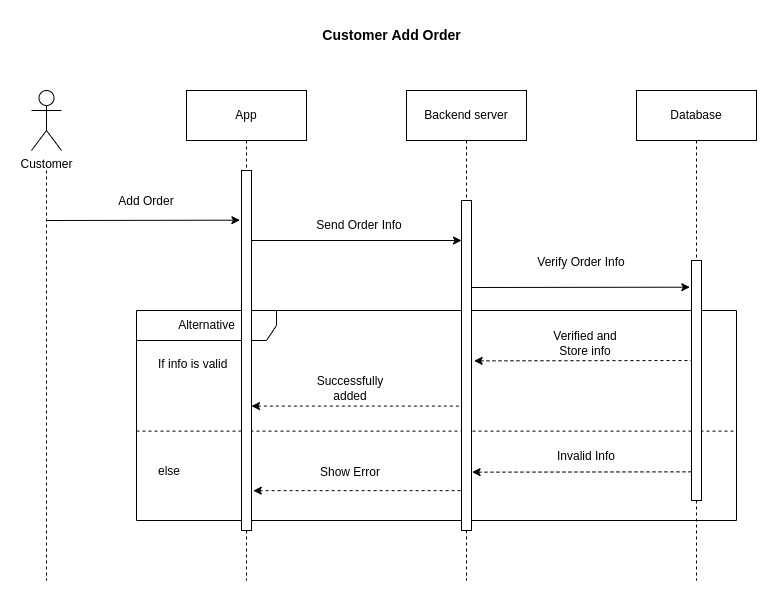 Customer Add Order
App
Backend server
Database
Customer
Add Order
Send Order Info
Verify Order Info
Alternative
Verified and
Store info
If info is valid
Successfully
added
Invalid Info
else
Show Error